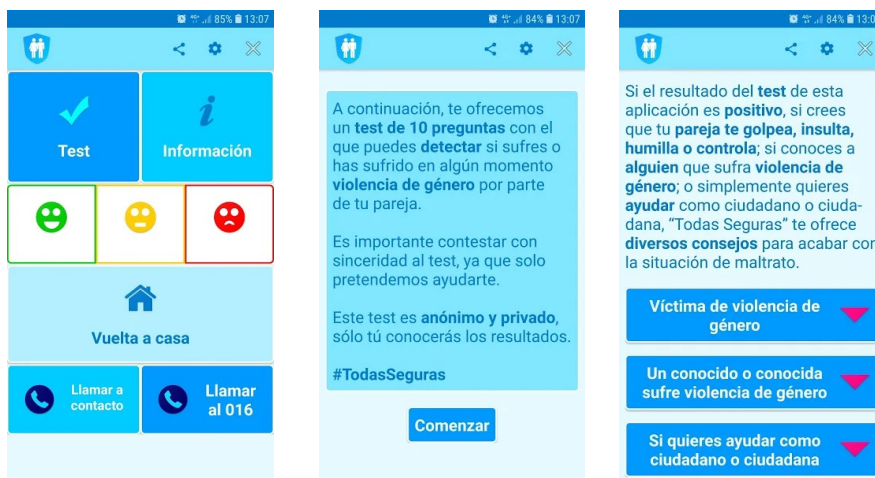 85% 13:07
Test
Información
Vuelta a casa
Llamar a
contacto
Llamar
al 016
84% 13:07
A continuación, te ofrecemos
un test de 10 preguntas con el
que puedes detectar si sufres o
has sufrido en algún momento
violencia de género por parte
de tu pareja.
Es importante contestar con
sinceridad al test, ya que solo
pretendemos ayudarte.
Este test es anónimo y privado,
sólo tú conocerás los resultados.
#TodasSeguras
Comenzar
84%
Si el resultado del test de esta
aplicación es positivo, si crees
que tu pareja te golpea, insulta,
humilla o controla; si conoces a
alguien que sufra violencia de
género; o simplemente quieres
ayudar como ciudadano o ciuda-
dana, “Todas Seguras” te ofrece
diversos consejos para acabar con
la situación de maltrato.
Víctima de violencia de
género
Un conocido o conocida
sufre violencia de género
Si quieres ayudar como
ciudadano o ciudadana